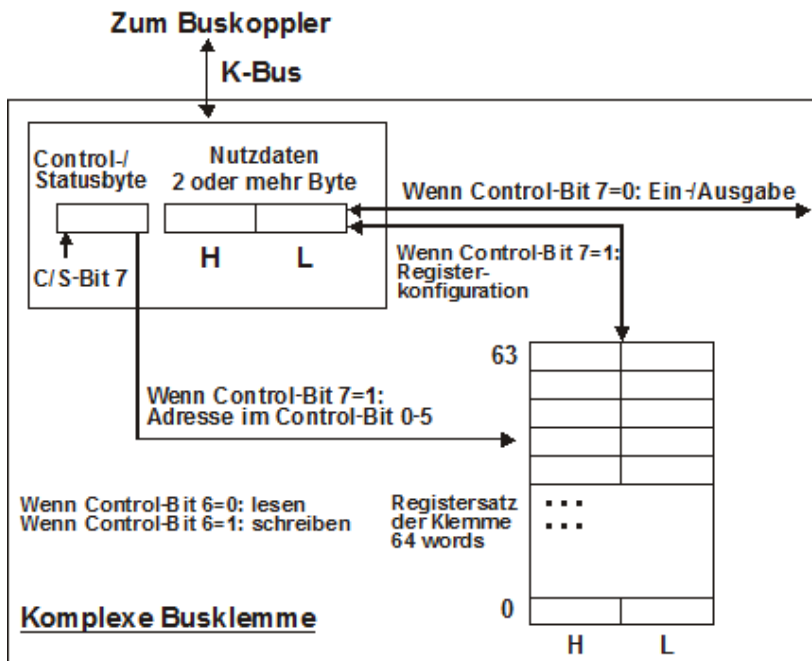 Zum Buskoppler
K-Bus
Control-/
Statusbyte
Nutzdaten
2 oder mehr Byte
Wenn Control-Bit 7=0: Ein-/Ausgabe
H L
C/S-Bit 7
Wenn Control-Bit 7=1:
Register-
konfiguration
63
Wenn Control-Bit 7=1:
Adresse im Control-Bit 0-5
Wenn Control-Bit 6=0: lesen
Wenn Control-Bit 6=1: schreiben
Registersatz
der Klemme
64 words
0
H L
Komplexe Busklemme